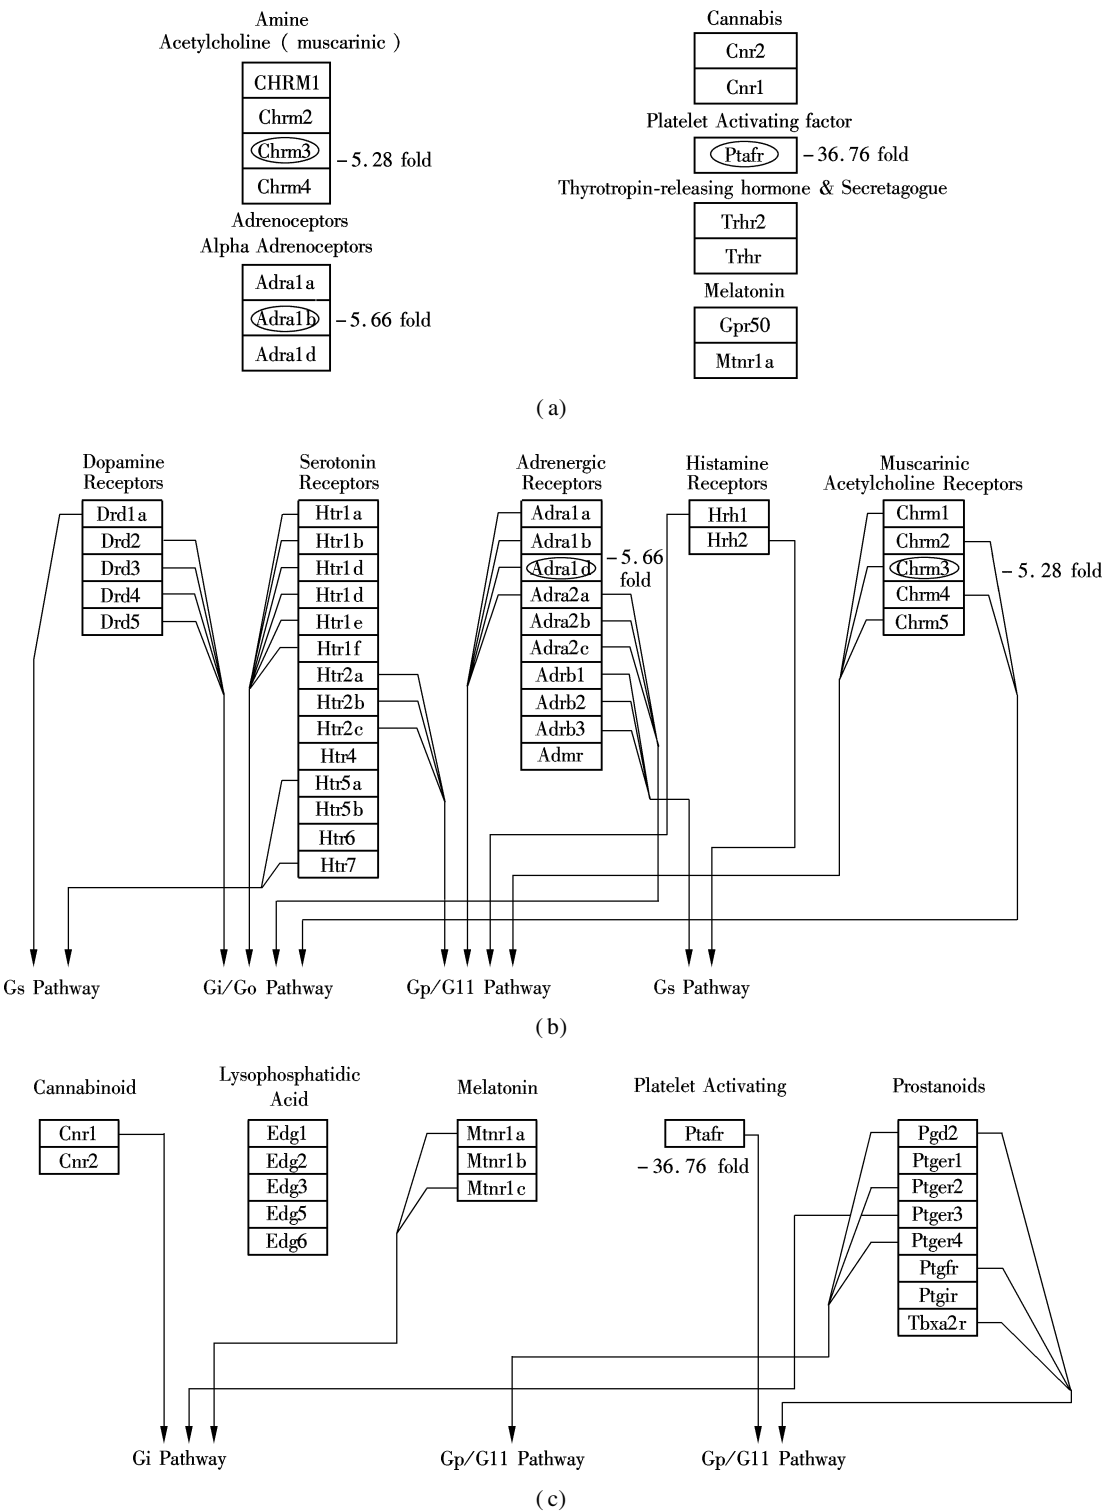 Amine
Acetylcholine ( muscarinic )
CHRM1
Chrm2
Chrm3
-5.28 fold
Chrm4
Adrenoceptors
Alpha Adrenoceptors
Adra1a
Adra1b
-5.66 fold
Adra1d
Cannabis
Cnr2
Cnr1
Platelet Activating factor
Ptafr
-36.76 fold
Thyrotropin-releasing hormone & Secretagogue
Trhr2
Trhr
Melatonin
Gpr50
Mtnr1a
(a)
Dopamine
Receptors
Drd1a
Drd2
Drd3
Drd4
Drd5
Serotonin
Receptors
Htr1a
Htr1b
Htr1d
Htr1d
Htr1e
Htr1f
Htr2a
Htr2b
Htr2c
Htr4
Htr5a
Htr5b
Htr6
Htr7
Adrenergic
Receptors
Adra1a
Adra1b
Adra1d
-5.66
fold
Adra2a
Adra2b
Adra2c
Adrb1
Adrb2
Adrb3
Admr
Histamine
Receptors
Hrh1
Hrh2
Muscarinic
Acetylcholine Receptors
Chrm1
Chrm2
Chrm3
-5.28 fold
Chrm4
Chrm5
Gs Pathway
Gi/Go Pathway
Gp/G11 Pathway
Gs Pathway
(b)
Cannabinoid
Cnr1
Cnr2
Lysophosphatidic
Acid
Edg1
Edg2
Edg3
Edg5
Edg6
Melatonin
Mtnr1a
Mtnr1b
Mtnr1c
Platelet Activating
Ptafr
-36.76 fold
Prostanoids
Pgd2
Ptger1
Ptger2
Ptger3
Ptger4
Ptgfr
Ptgir
Tbxa2r
Gi Pathway
Gp/G11 Pathway
Gp/G11 Pathway
(c)